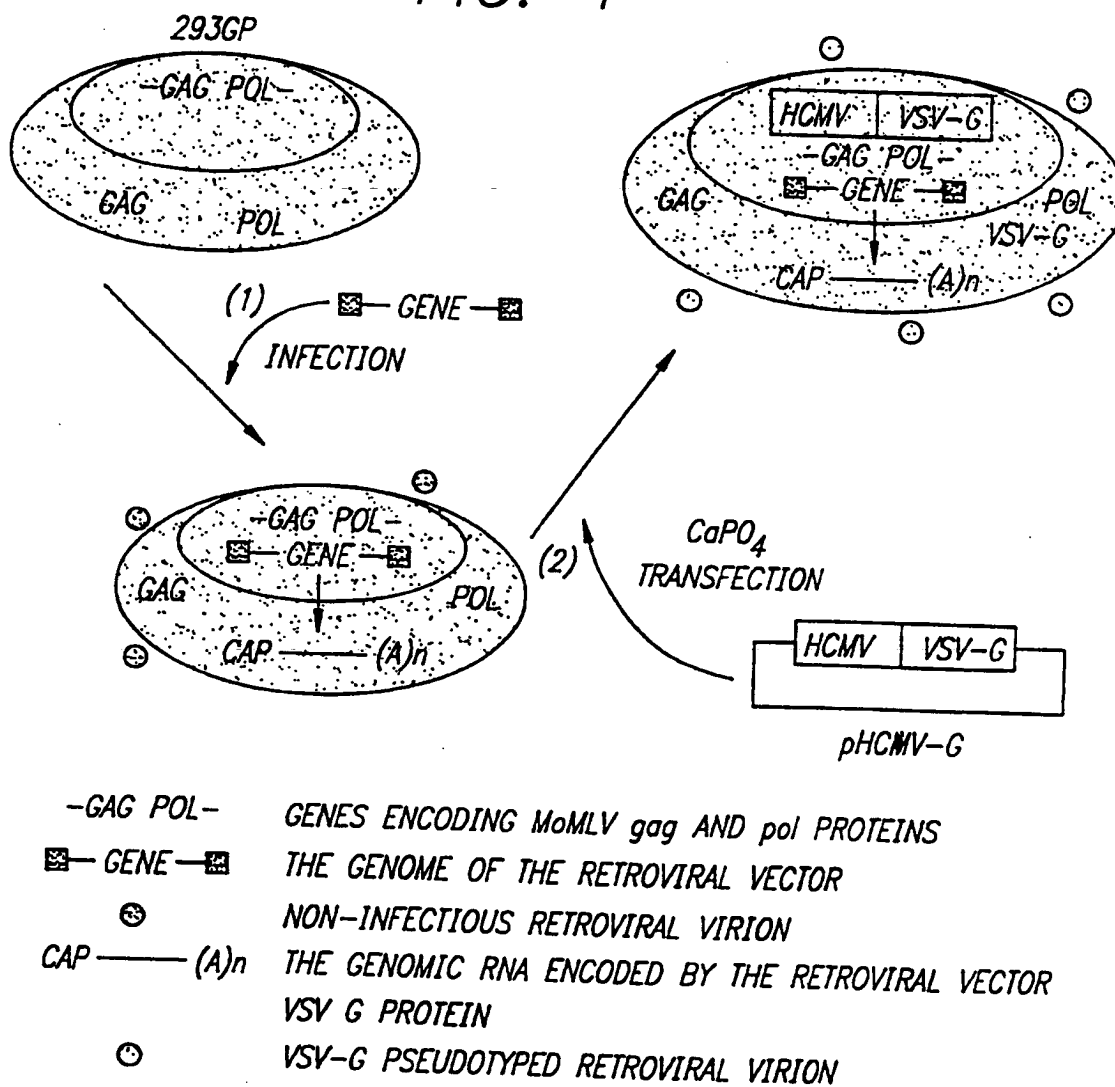 293GP
-GAG POL-
GAG
POL
(1)
GENE
INFECTION
-GAG POL-
GENE
GAG
POL
CAP (A)n
HCMV VSV-G
-GAG POL-
GENE
GAG
POL
VSV-G
CAP (A)n
(2)
CaPO4
TRANSFECTION
HCMV VSV-G
pHCMV-G
-GAG POL- GENES ENCODING MoMLV gag AND pol PROTEINS
GENE THE GENOME OF THE RETROVIRAL VECTOR
NON-INFECTIOUS RETROVIRAL VIRION
CAP (A)n THE GENOMIC RNA ENCODED BY THE RETROVIRAL VECTOR
VSV G PROTEIN
VSV-G PSEUDOTYPED RETROVIRAL VIRION